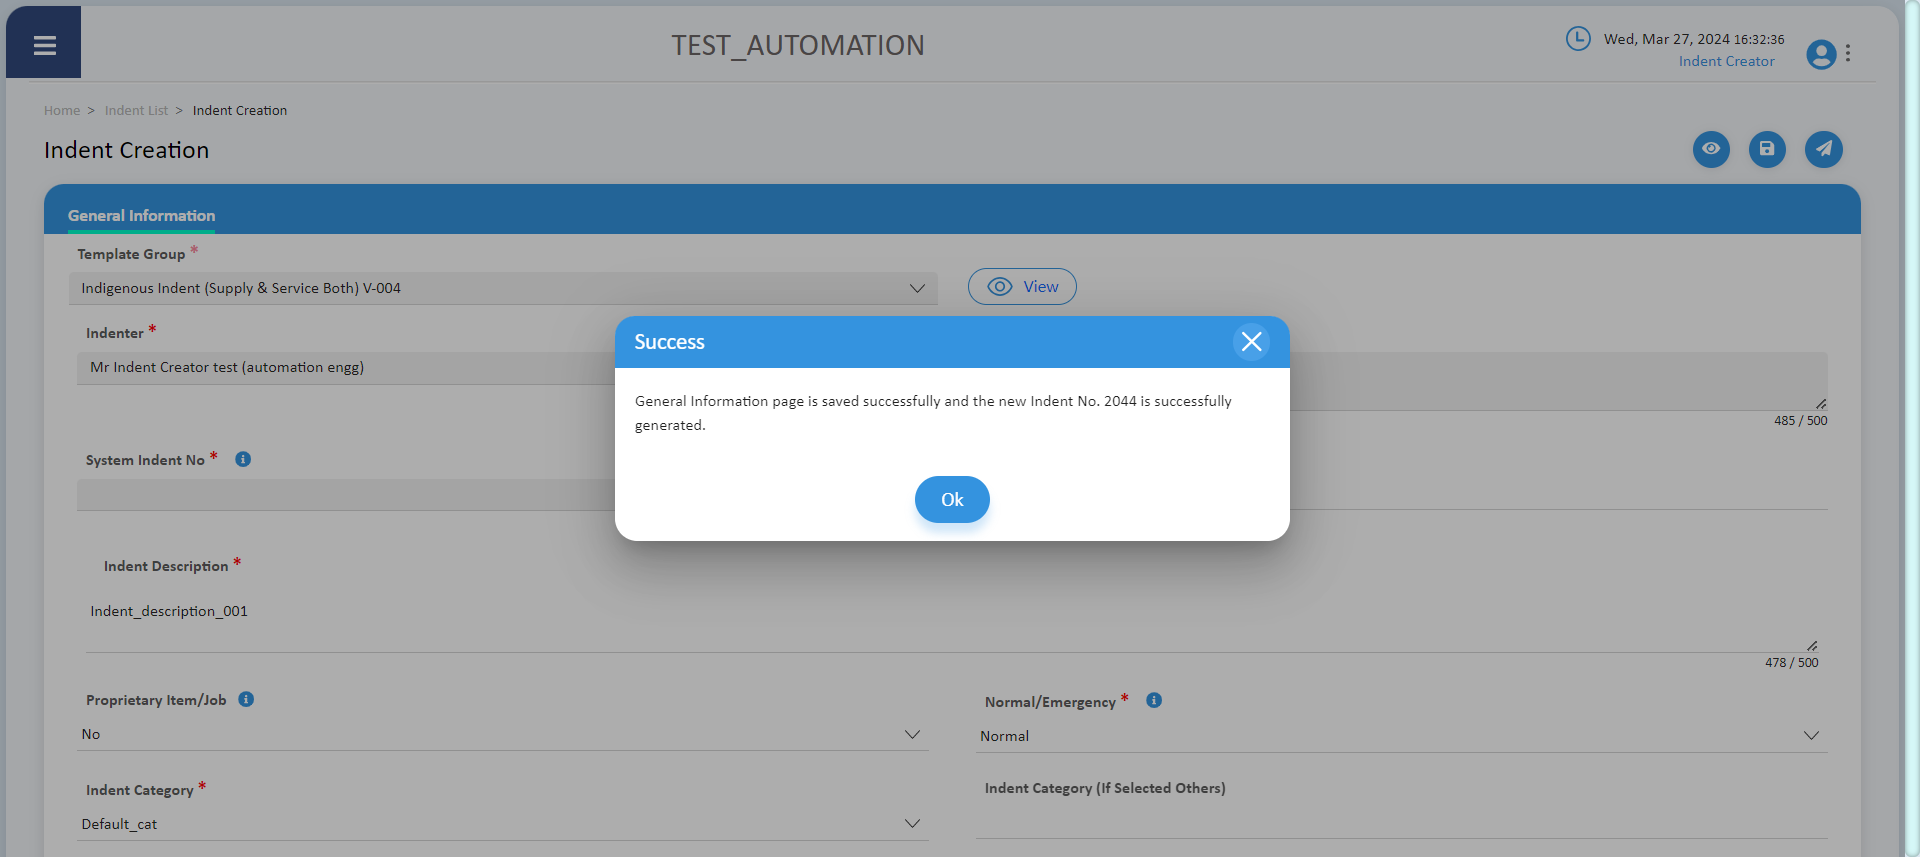 TEST_AUTOMATION
Wed, Mar 27, 2024 16:32:36
Indent Creator
Home > Indent List > Indent Creation
Indent Creation
General Information
Template Group *
Indigenous Indent (Supply & Service Both) V-004
View
Indenter *
Mr Indent Creator test (automation engg)
485 / 500
Success
General Information page is saved successfully and the new Indent No. 2044 is successfully
generated.
Ok
System Indent No *
Indent Description *
Indent_description_001
478 / 500
Proprietary Item/Job
No
Normal/Emergency *
Normal
Indent Category *
Default_cat
Indent Category (If Selected Others)